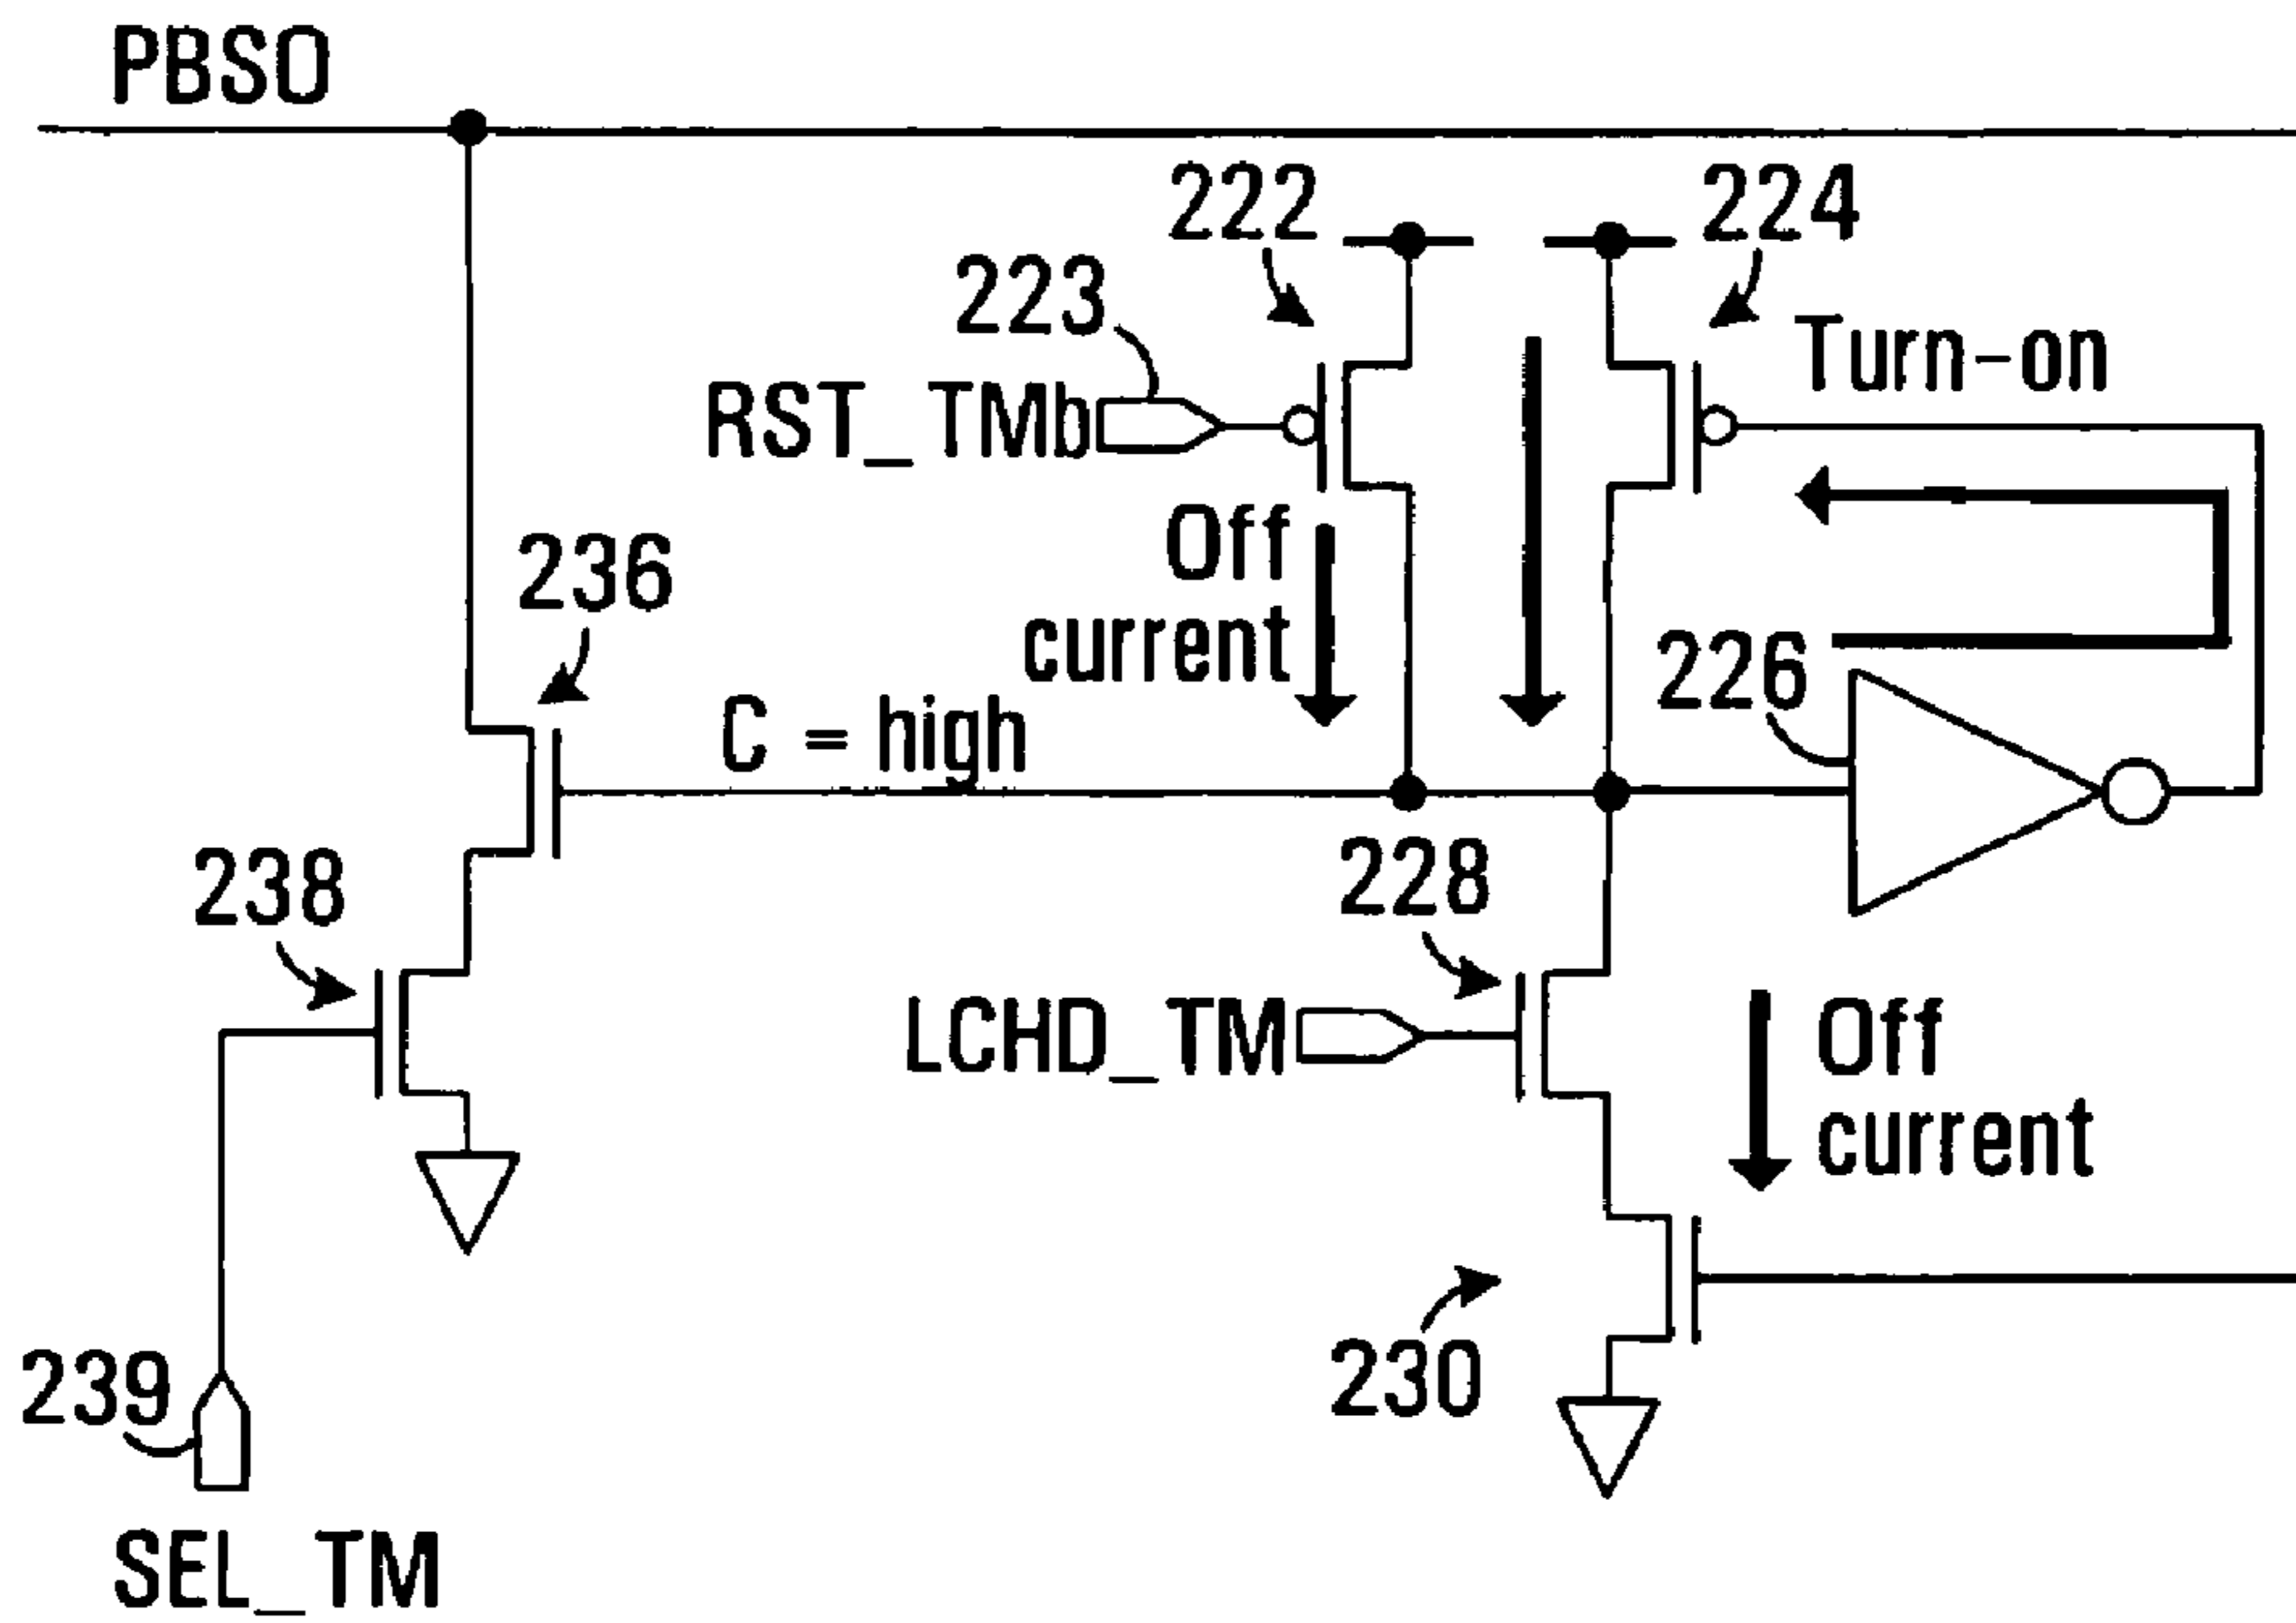 PBSO
222
224
223
Turn-on
RST_TMb
Off
current
236
226
C = high
238
228
LCHD_TM
Off
current
239
230
SEL_TM